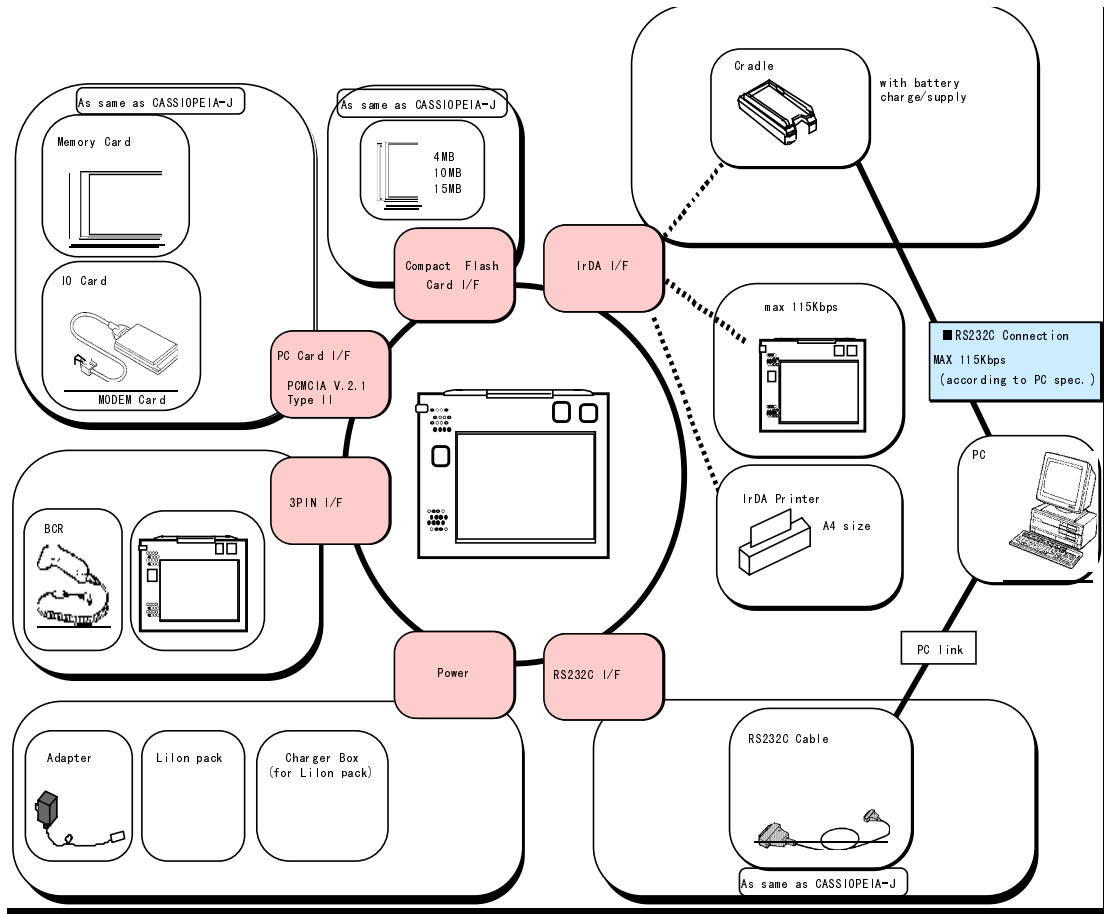 Cradle
with battery
charge/supply
As same as CASSIOPEIA-J
Memory Card
IO Card
MODEM Card
As same as CASSIOPEIA-J
4MB
10MB
15MB
Compact Flash
Card I/F
IrDA I/F
max 115Kbps
■RS232C Connection
MAX 115Kbps
(according to PC spec.)
PC Card I/F
PCMCIA V.2.1
Type II
3PIN I/F
BCR
IrDA Printer
A4 size
PC
PC link
Power
RS232C I/F
Adapter
LiIon pack
Charger Box
(for LiIon pack)
RS232C Cable
As same as CASSIOPEIA-J